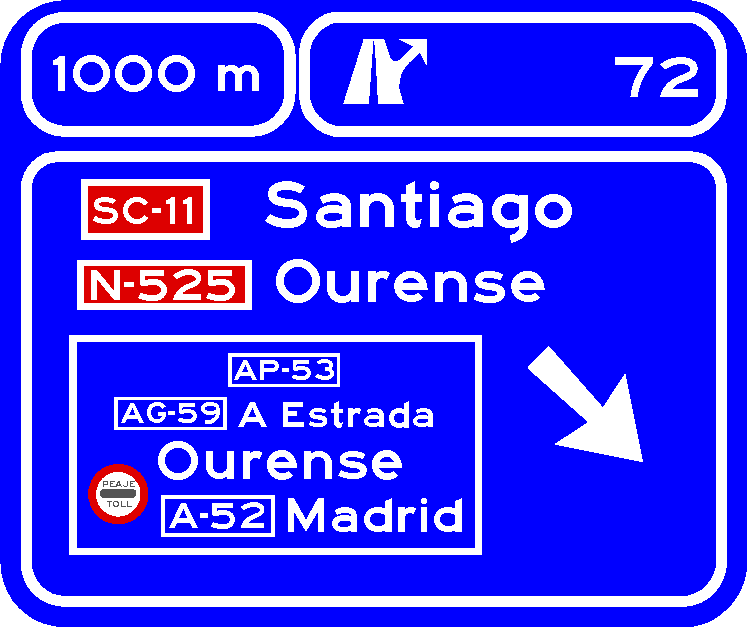 1000 m 72
SC-11 Santiago
N-525 Ourense
AP-53
AG-59 A Estrada
Ourense
PEAJE
TOLL
A-52 Madrid